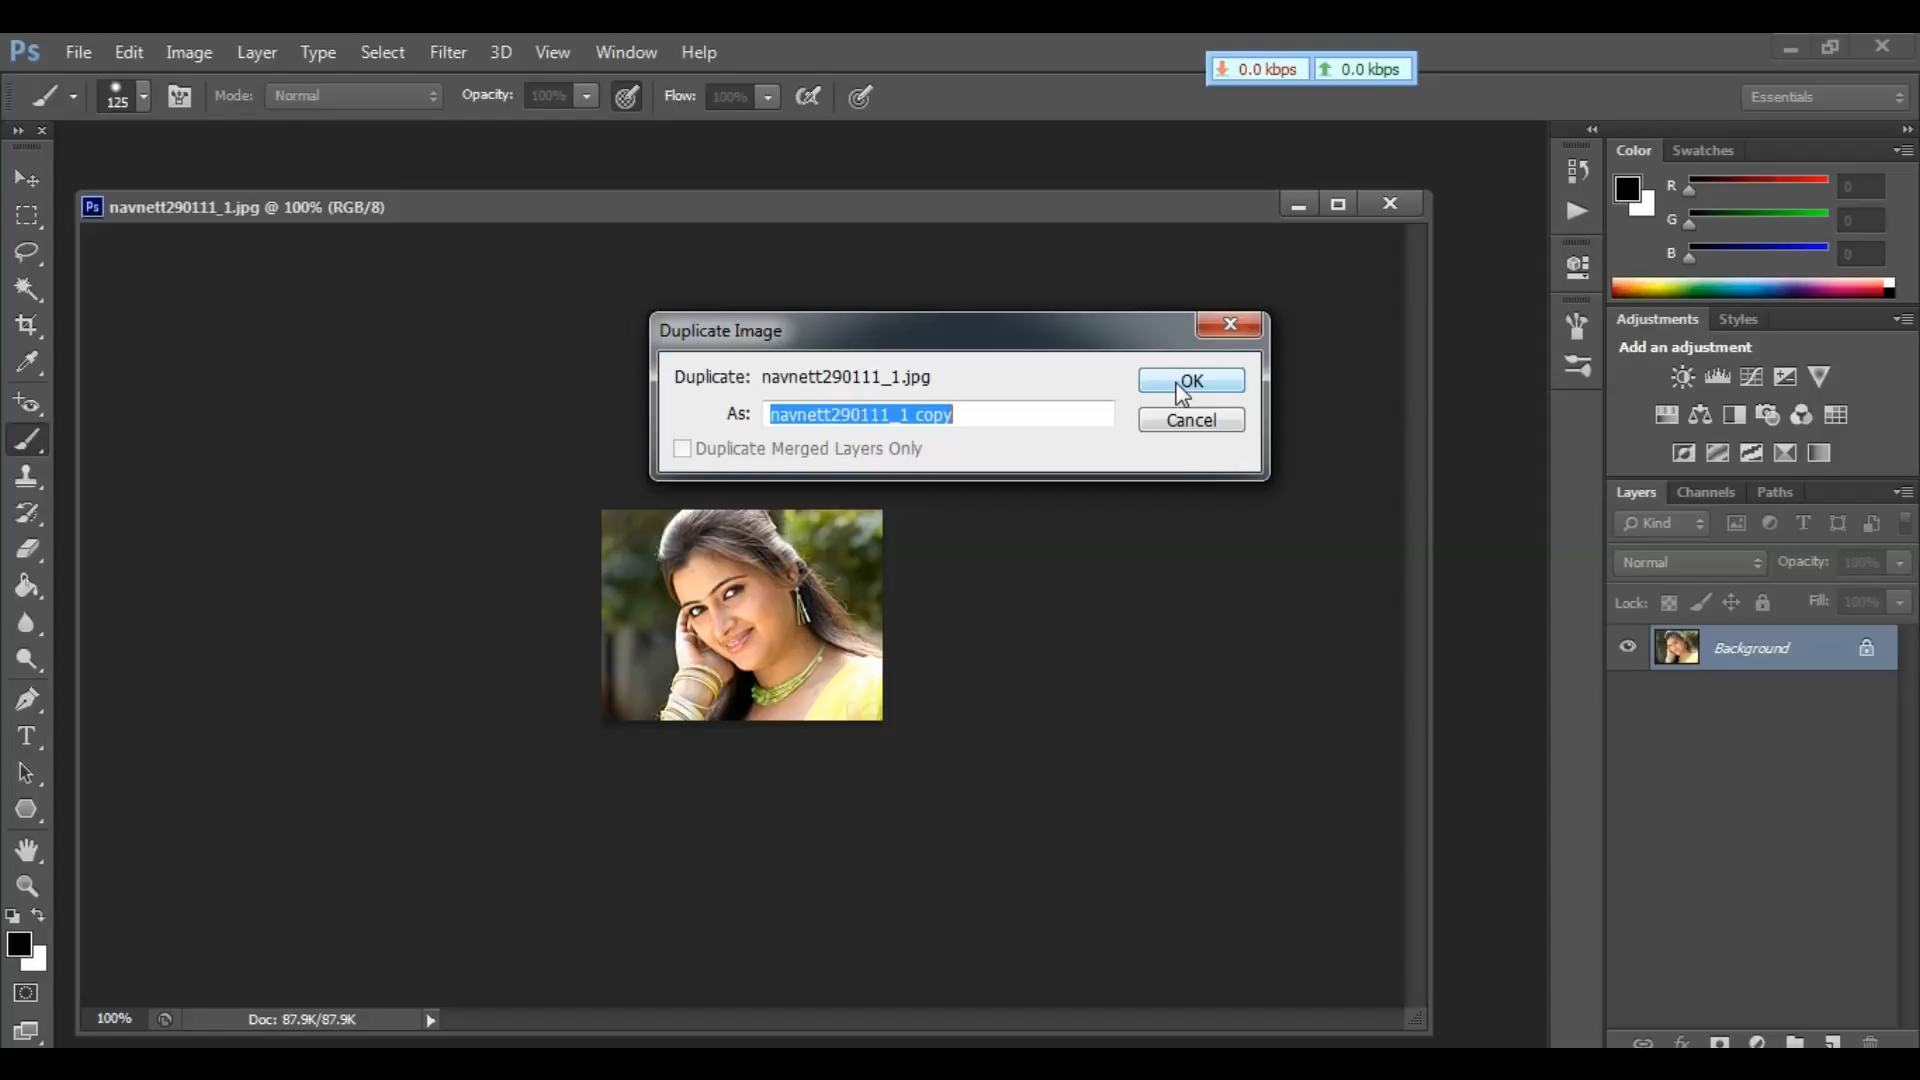 Ps File Edit Image Layer Type Select Filter 3D View Window Help
0.0 kbps 0.0 kbps
125 Mode: Normal Opacity: 100% Flow: 100% Essentials
Color Swatches
Ps navnett290111_1.jpg @ 100% (RGB/8)
R 0
G 0
B 0
Duplicate Image
Duplicate: navnett290111_1.jpg OK
As: navnett290111_1 copy Cancel
Duplicate Merged Layers Only
Adjustments Styles
Add an adjustment
Layers Channels Paths
Kind
Normal Opacity: 100%
Lock: Fill: 100%
Background
100% Doc: 87.9K/87.9K
fx